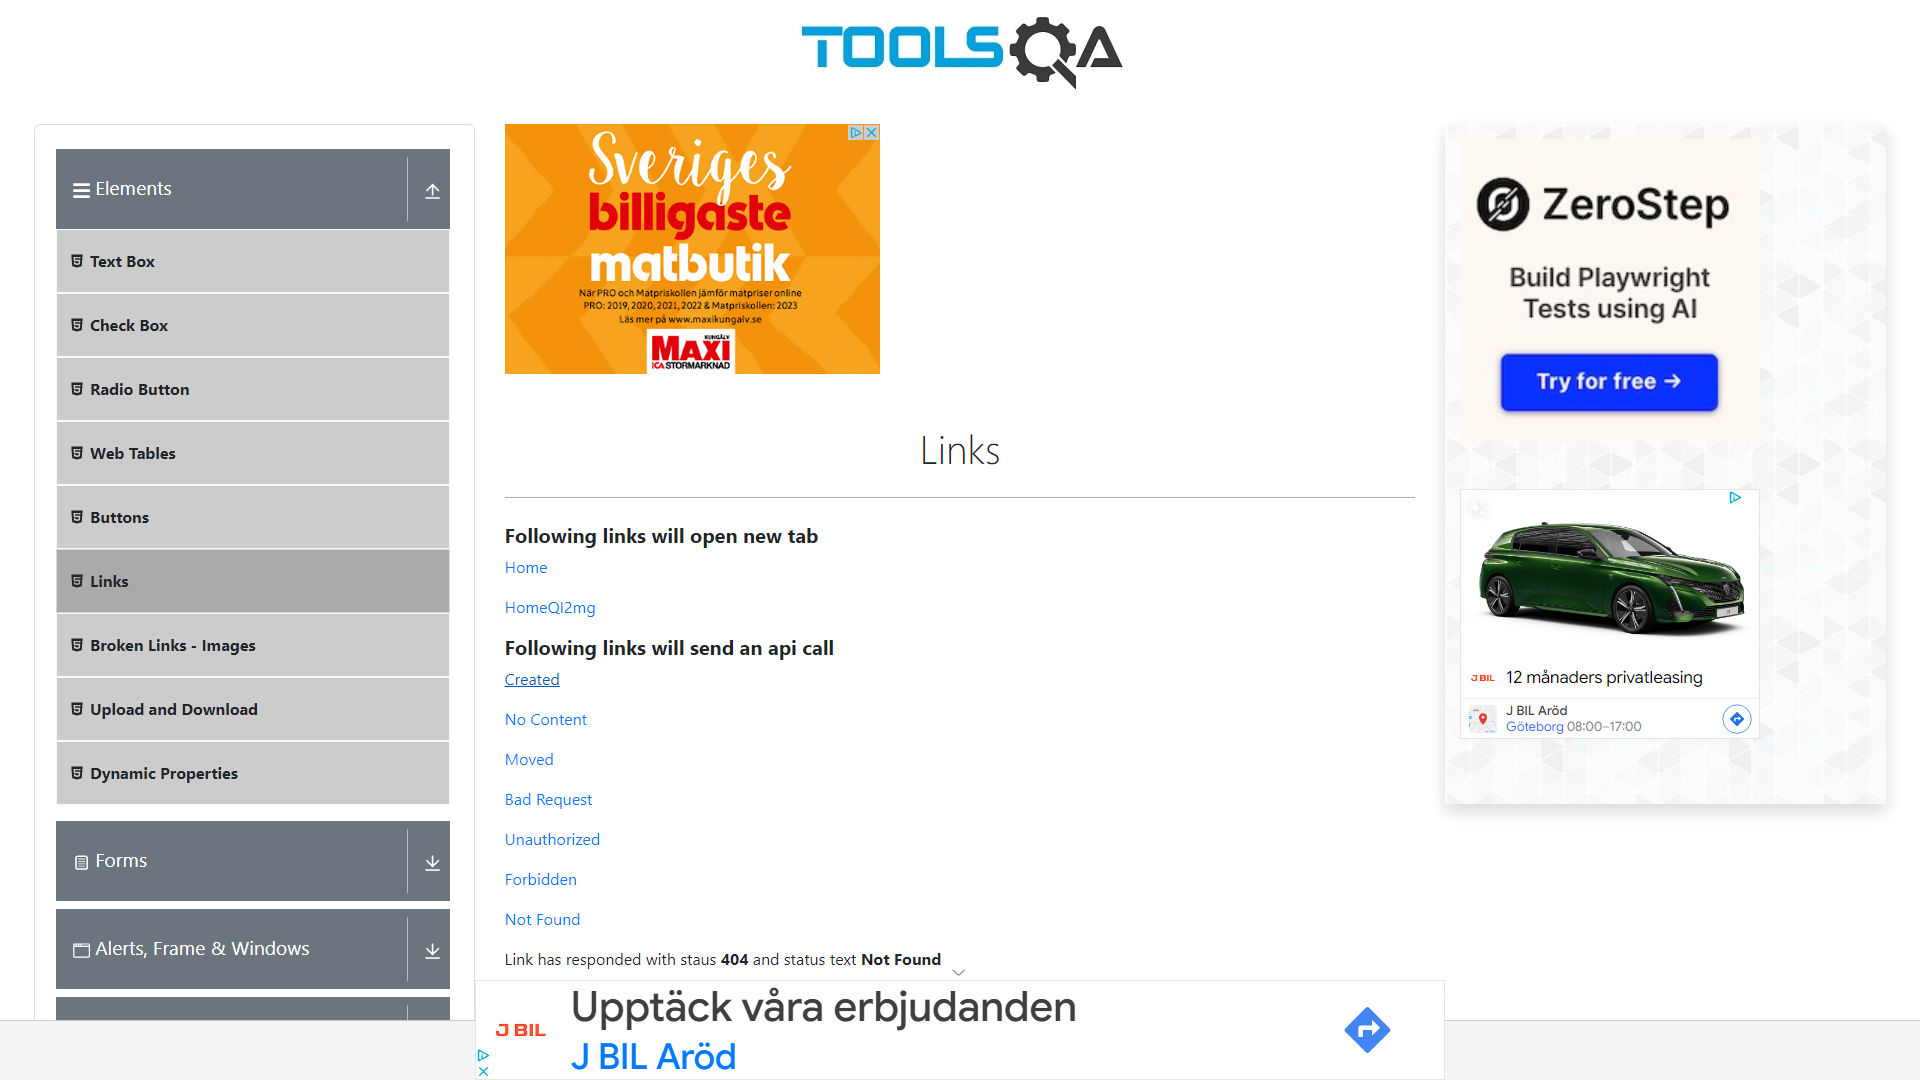 TOOLSQA
Elements
Text Box
Check Box
Radio Button
Web Tables
Buttons
Links
Broken Links - Images
Upload and Download
Dynamic Properties
Forms
Alerts, Frame & Windows
Sveriges
billigaste
matbutik
När PRO och Matpriskollen jämför matpriser online
PRO: 2019, 2020, 2021, 2022 & Matpriskollen: 2023
Läs mer på www.maxikungalv.se
KUNGÄLV
MAXI
ICA STORMARKNAD
Links
Following links will open new tab
Home
HomeQI2mg
Following links will send an api call
Created
No Content
Moved
Bad Request
Unauthorized
Forbidden
Not Found
Link has responded with staus 404 and status text Not Found
ZeroStep
Build Playwright
Tests using AI
Try for free →
J BIL 12 månaders privatleasing
J BIL Aröd
Göteborg 08:00–17:00
J BIL
Upptäck våra erbjudanden
J BIL Aröd